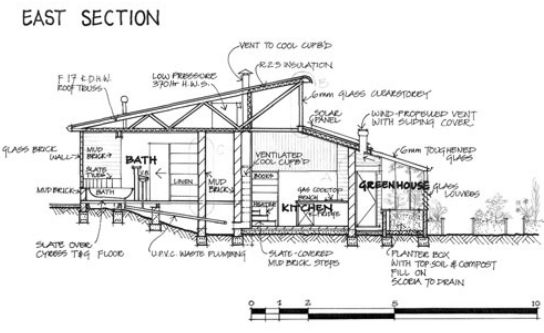 EAST SECTION
VENT TO COOL CUPB'D
R2.5 INSULATION
F17 K.D.H.W.
ROOF TRUSS
LOW PRESSURE
370 ltr H.W.S.
6mm GLASS CLEARSTOREY
SOLAR
PANEL
WIND-PROPELLED VENT
WITH SLIDING COVER
6mm TOUGHENED
GLASS
GLASS BRICK
WALL
MUD
BRICK
BATH
SLATE
TILES
MUD BRICK
BATH
LINEN
MUD
BRICK
VENTILATED
COOL CUPB'D
BOOKS
HEATER
GAS COOKTOP
BENCH
KITCHEN
FRIDGE
GREENHOUSE
GLASS
LOUVRES
SLATE OVER
CYPRESS T&G FLOOR
U.P.V.C. WASTE PLUMBING
SLATE-COVERED
MUD BRICK STEPS
PLANTER BOX
WITH TOP SOIL & COMPOST
FILL ON
SCORIA TO DRAIN
0 1 2 5 10